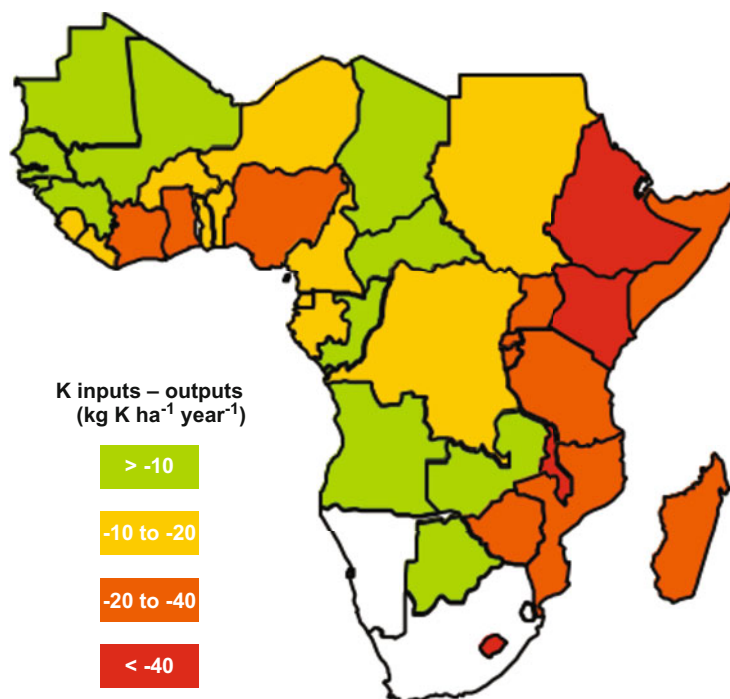 K inputs – outputs
(kg K ha⁻¹ year⁻¹)
> -10
-10 to -20
-20 to -40
< -40